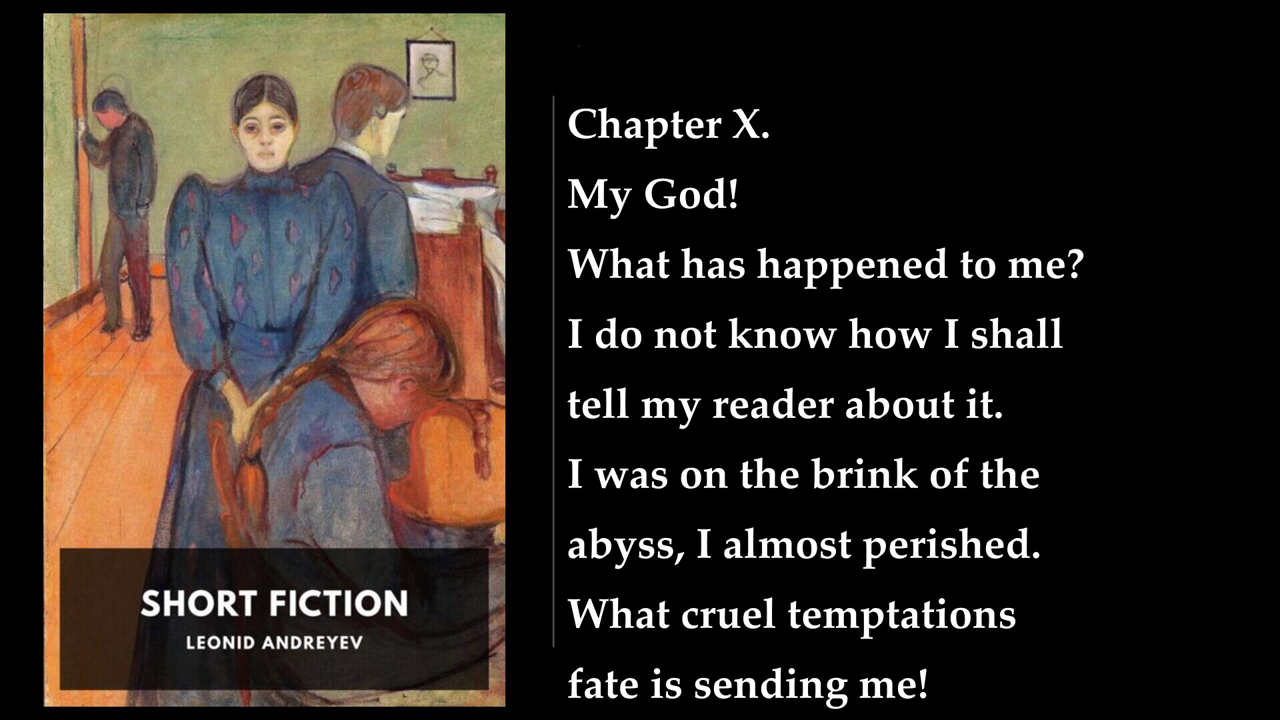 SHORT FICTION
LEONID ANDREYEV
Chapter X.
My God!
What has happened to me?
I do not know how I shall
tell my reader about it.
I was on the brink of the
abyss, I almost perished.
What cruel temptations
fate is sending me!